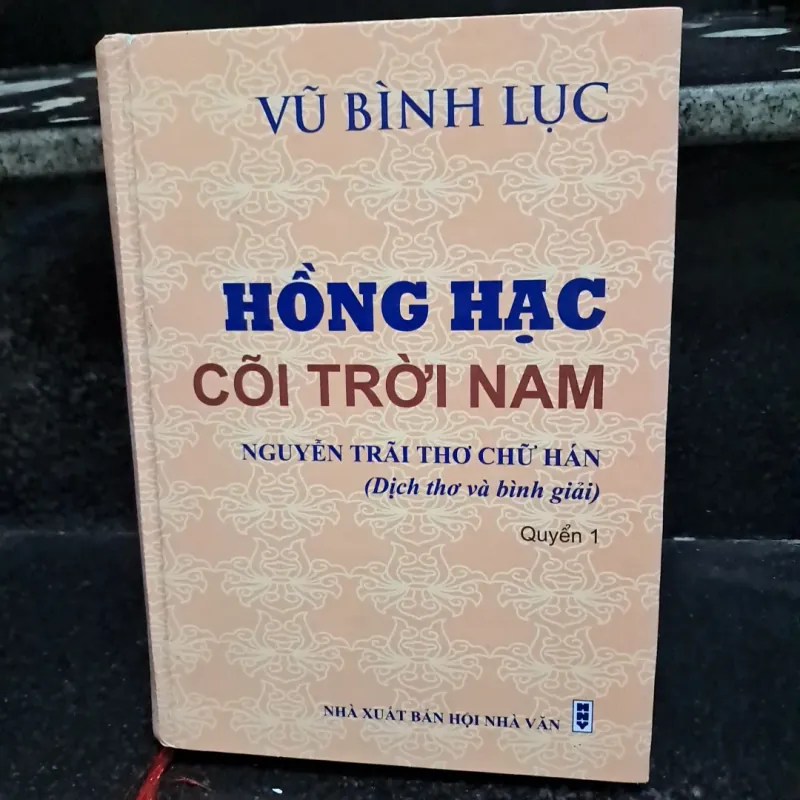 VŨ BÌNH LỤC
HỒNG HẠC
CÕI TRỜI NAM
NGUYỄN TRÃI THƠ CHỮ HÁN
(Dịch thơ và bình giải)
Quyển 1
NHÀ XUẤT BẢN HỘI NHÀ VĂN
HNV